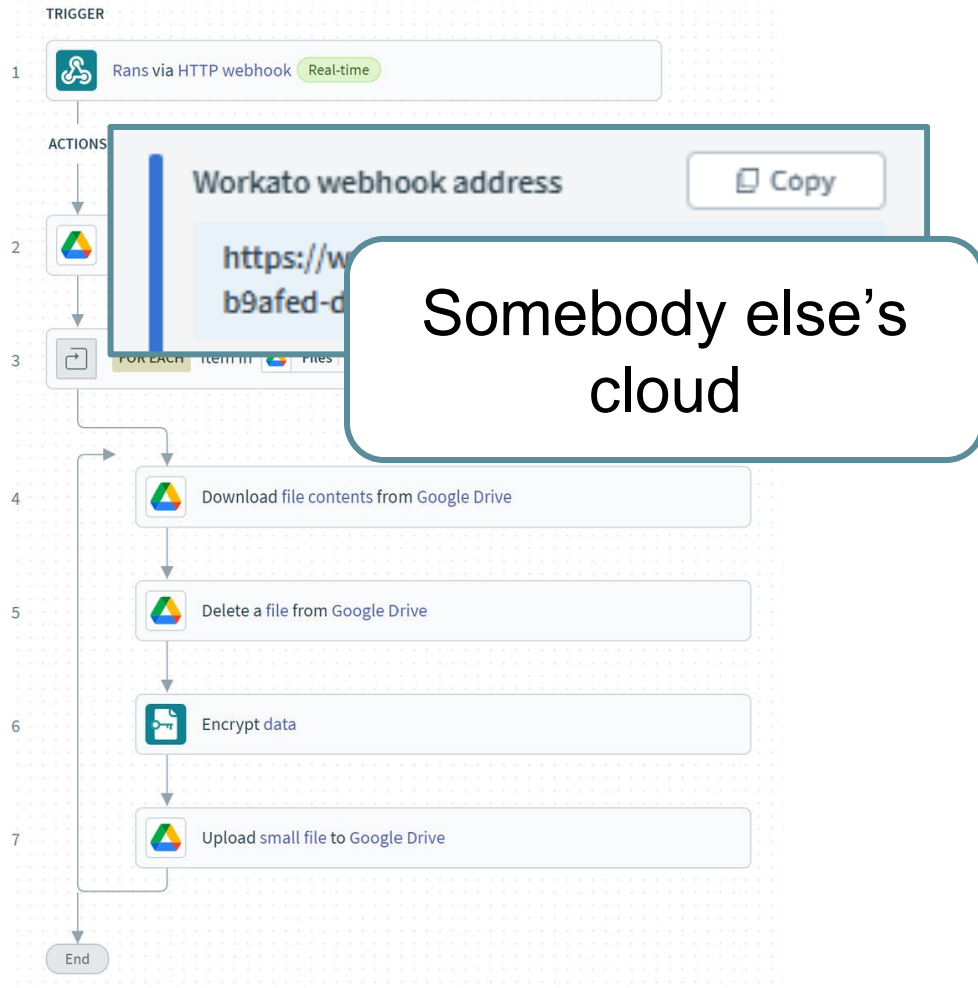 TRIGGER
1
Rans via HTTP webhook Real-time
ACTIONS
Workato webhook address
Copy
https://w
b9afed-d
Somebody else's
cloud
2
3
FOR EACH item in Files
4
Download file contents from Google Drive
5
Delete a file from Google Drive
6
Encrypt data
7
Upload small file to Google Drive
End